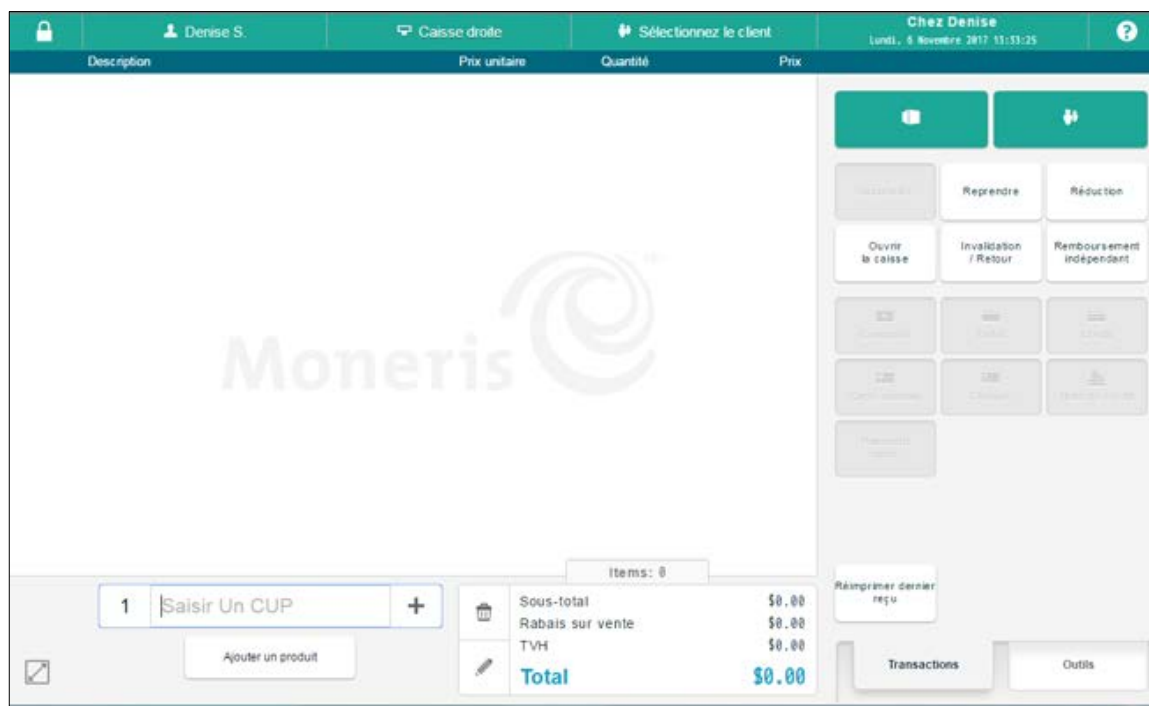 Denise S.
Caisse droite
Sélectionnez le client
Chez Denise
Lundi, 6 Novembre 2017 13:33:25
?
Description
Prix unitaire
Quantité
Prix
Reprendre
Réduction
Ouvrir
la caisse
Invalidation
/ Retour
Remboursement
indépendant
Moneris
Items: 0
1
Saisir Un CUP
+
Ajouter un produit
Sous-total $0.00
Rabais sur vente $0.00
TVH $0.00
Total $0.00
Réimprimer dernier
reçu
Transactions
Outils